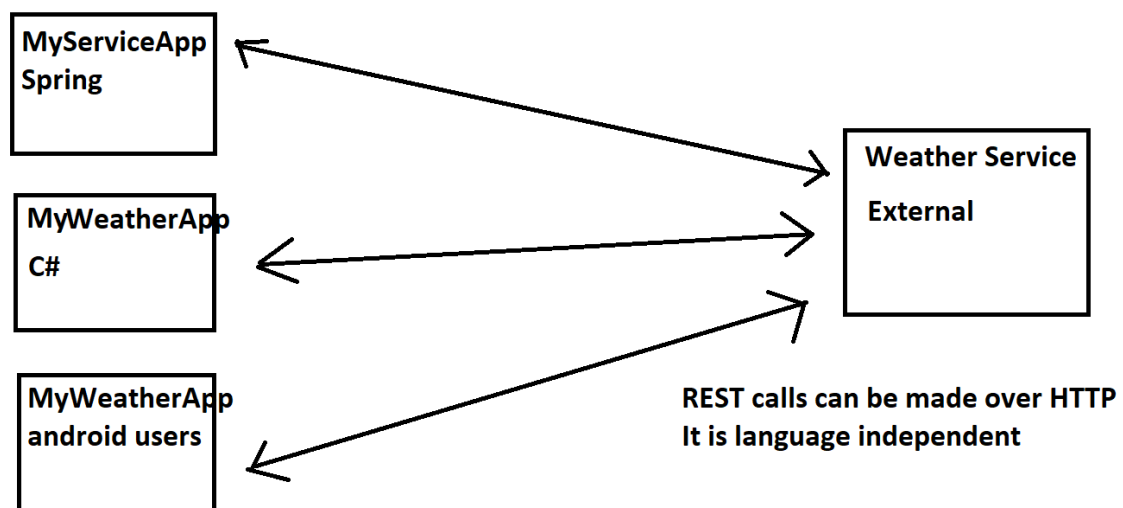 MyServiceApp
Spring
MyWeatherApp
C#
MyWeatherApp
android users
Weather Service
External
REST calls can be made over HTTP
It is language independent